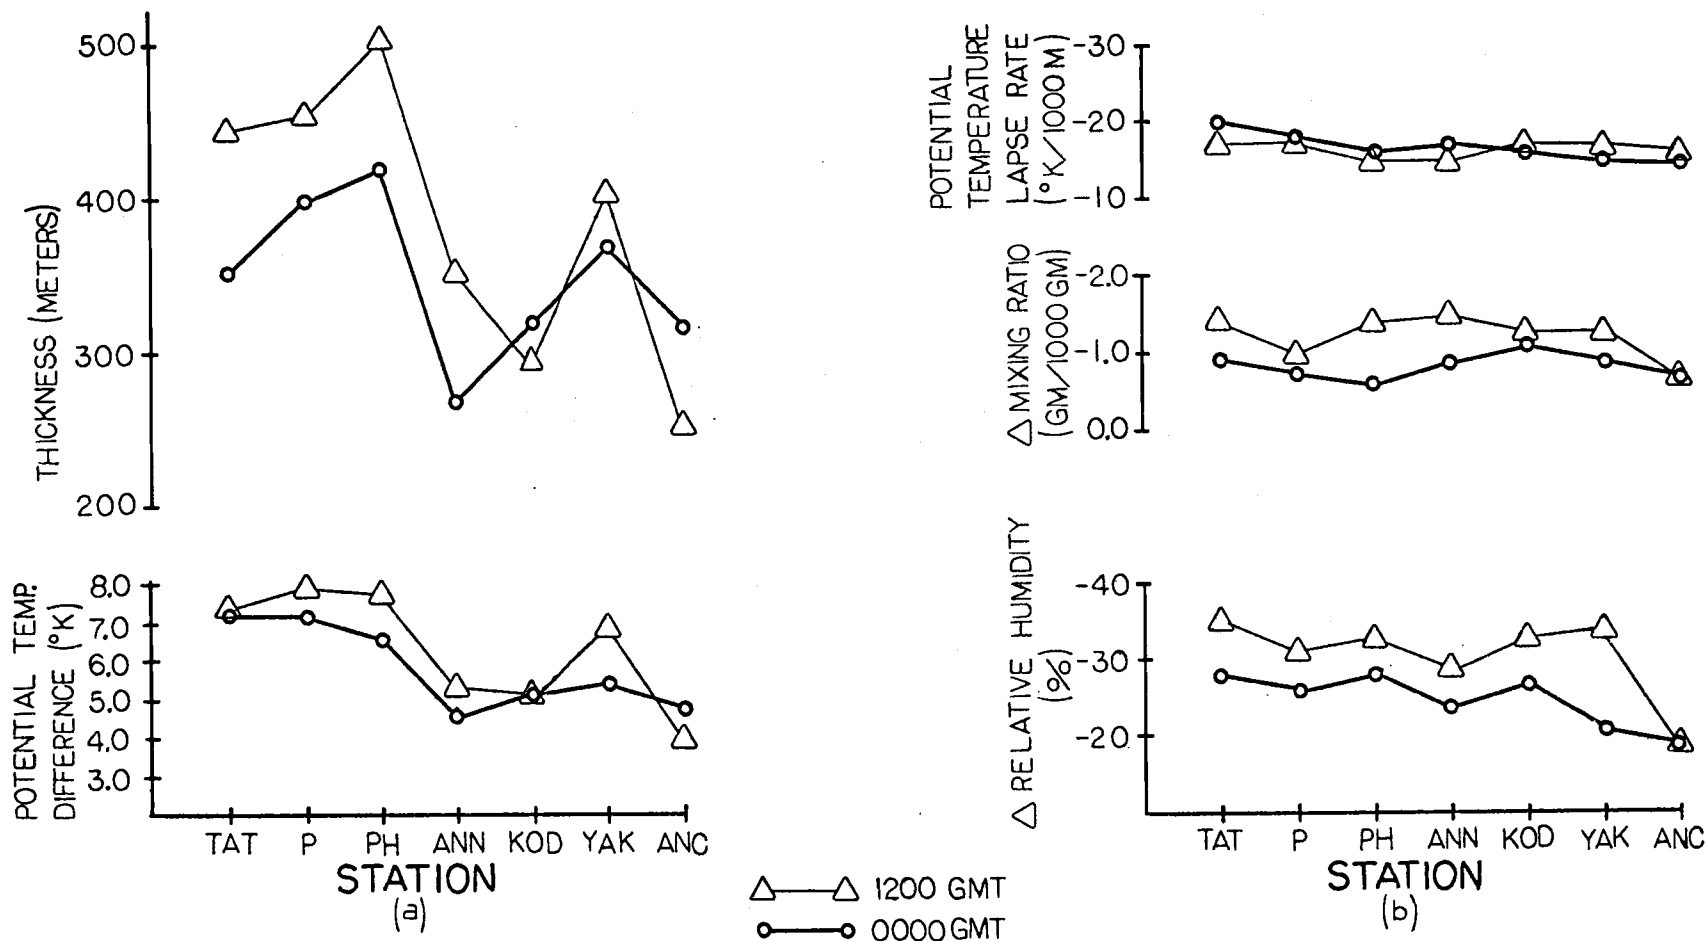 500
400
300
200
THICKNESS (METERS)
8.0
7.0
6.0
5.0
4.0
3.0
POTENTIAL TEMP.
DIFFERENCE (°K)
TAT P PH ANN KOD YAK ANC
STATION
(a)
POTENTIAL
TEMPERATURE
LAPSE RATE
(°K/1000M)
-30
-20
-10
△MIXING RATIO
(GM/1000GM)
-2.0
-1.0
0.0
△RELATIVE HUMIDITY
(%)
-40
-30
-20
TAT P PH ANN KOD YAK ANC
STATION
(b)
1200 GMT
0000 GMT